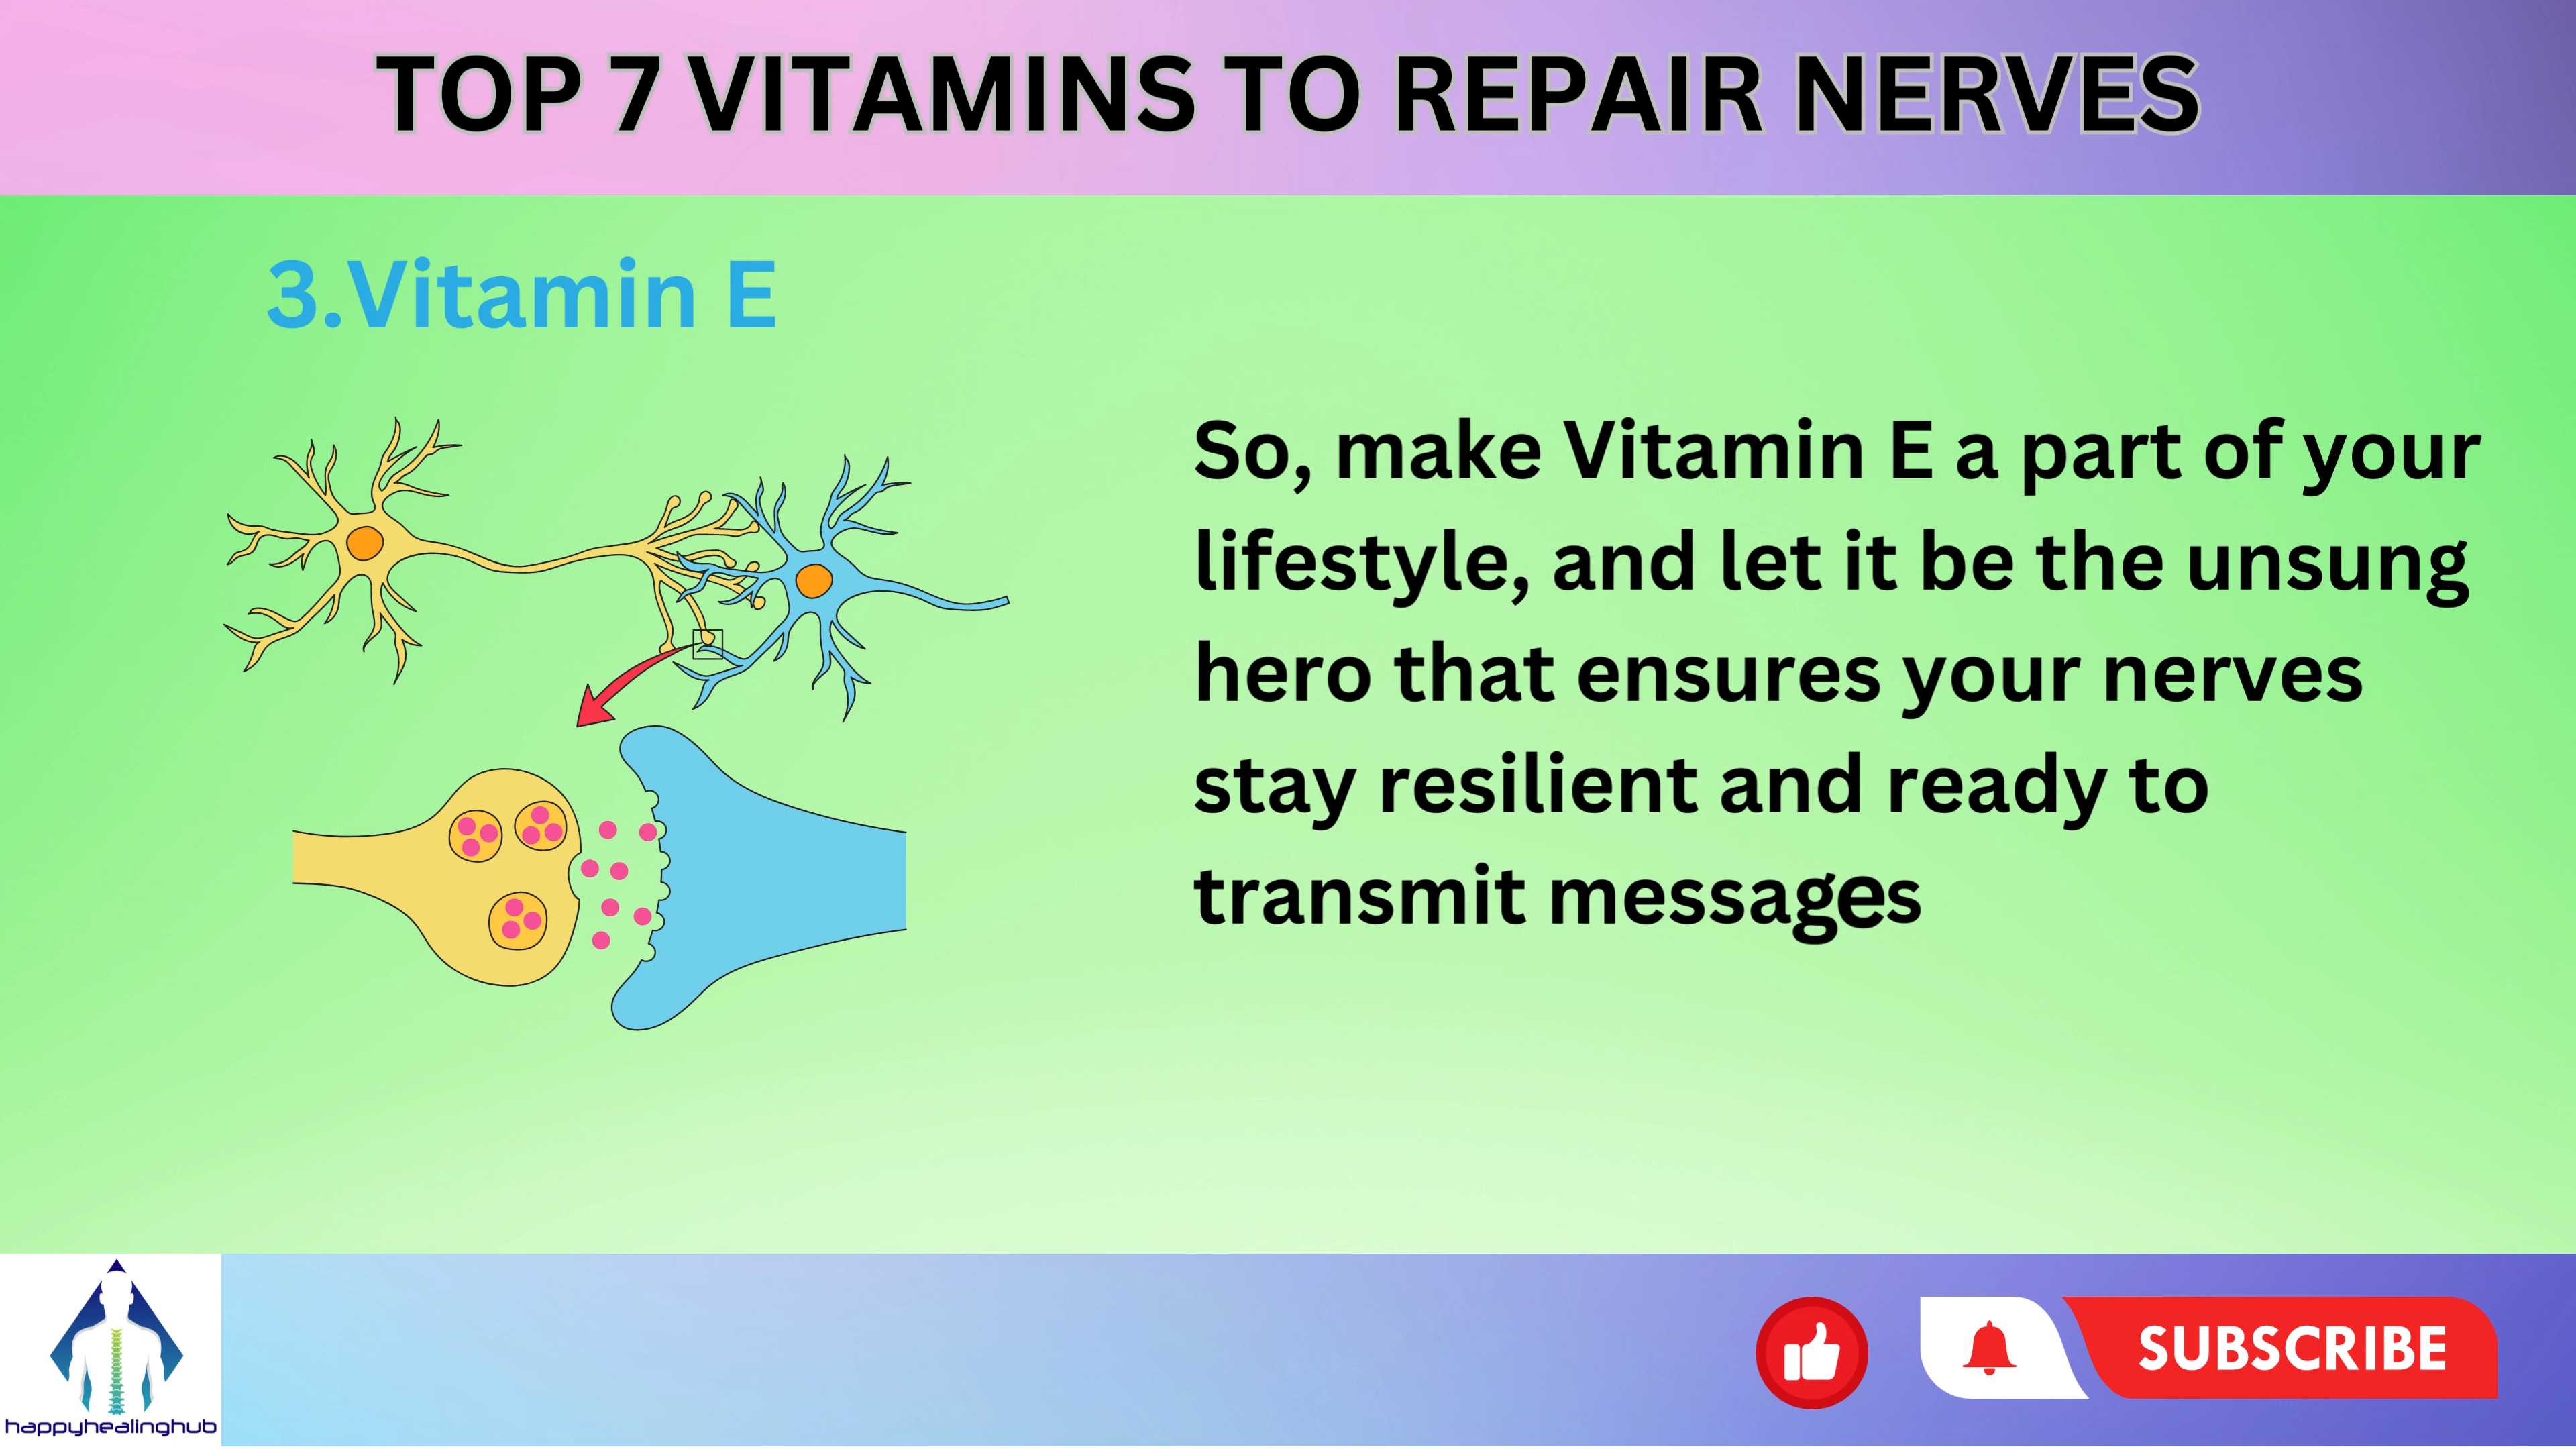 TOP 7 VITAMINS TO REPAIR NERVES
3.Vitamin E
So, make Vitamin E a part of your
lifestyle, and let it be the unsung
hero that ensures your nerves
stay resilient and ready to
transmit messages
happyhealinghub
SUBSCRIBE